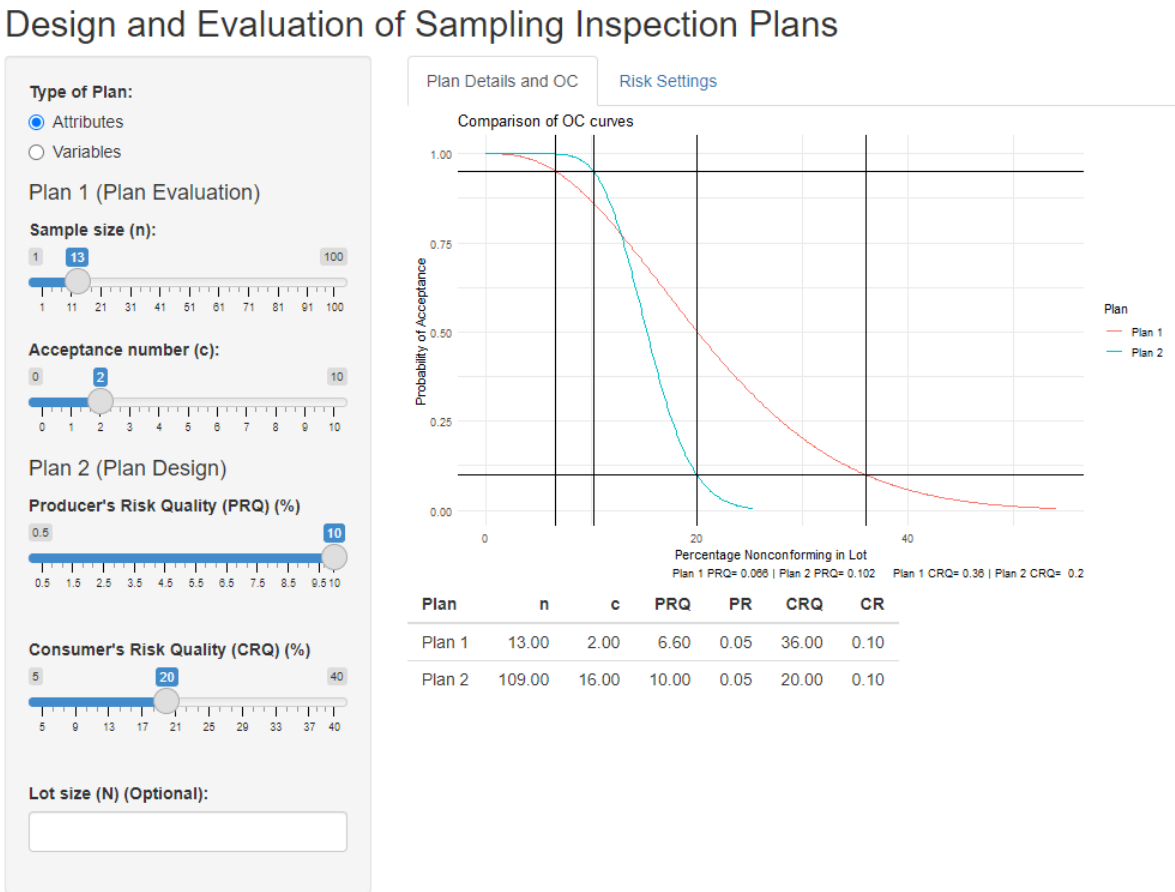 Design and Evaluation of Sampling Inspection Plans
Type of Plan:
Attributes
Variables
Plan 1 (Plan Evaluation)
Sample size (n):
1 13 100
1 11 21 31 41 51 61 71 81 91 100
Acceptance number (c):
0 2 10
0 1 2 3 4 5 6 7 8 9 10
Plan 2 (Plan Design)
Producer's Risk Quality (PRQ) (%)
0.5 10
0.5 1.5 2.5 3.5 4.5 5.5 6.5 7.5 8.5 9.5 10
Consumer's Risk Quality (CRQ) (%)
5 20 40
5 9 13 17 21 25 29 33 37 40
Lot size (N) (Optional):
Plan Details and OC Risk Settings
Comparison of OC curves
Probability of Acceptance
1.00
0.75
0.50
0.25
0.00
0 20 40
Percentage Nonconforming in Lot
Plan 1 PRQ= 0.066 | Plan 2 PRQ= 0.102 Plan 1 CRQ= 0.36 | Plan 2 CRQ= 0.2
Plan
Plan 1
Plan 2
Plan n c PRQ PR CRQ CR
Plan 1 13.00 2.00 6.60 0.05 36.00 0.10
Plan 2 109.00 16.00 10.00 0.05 20.00 0.10